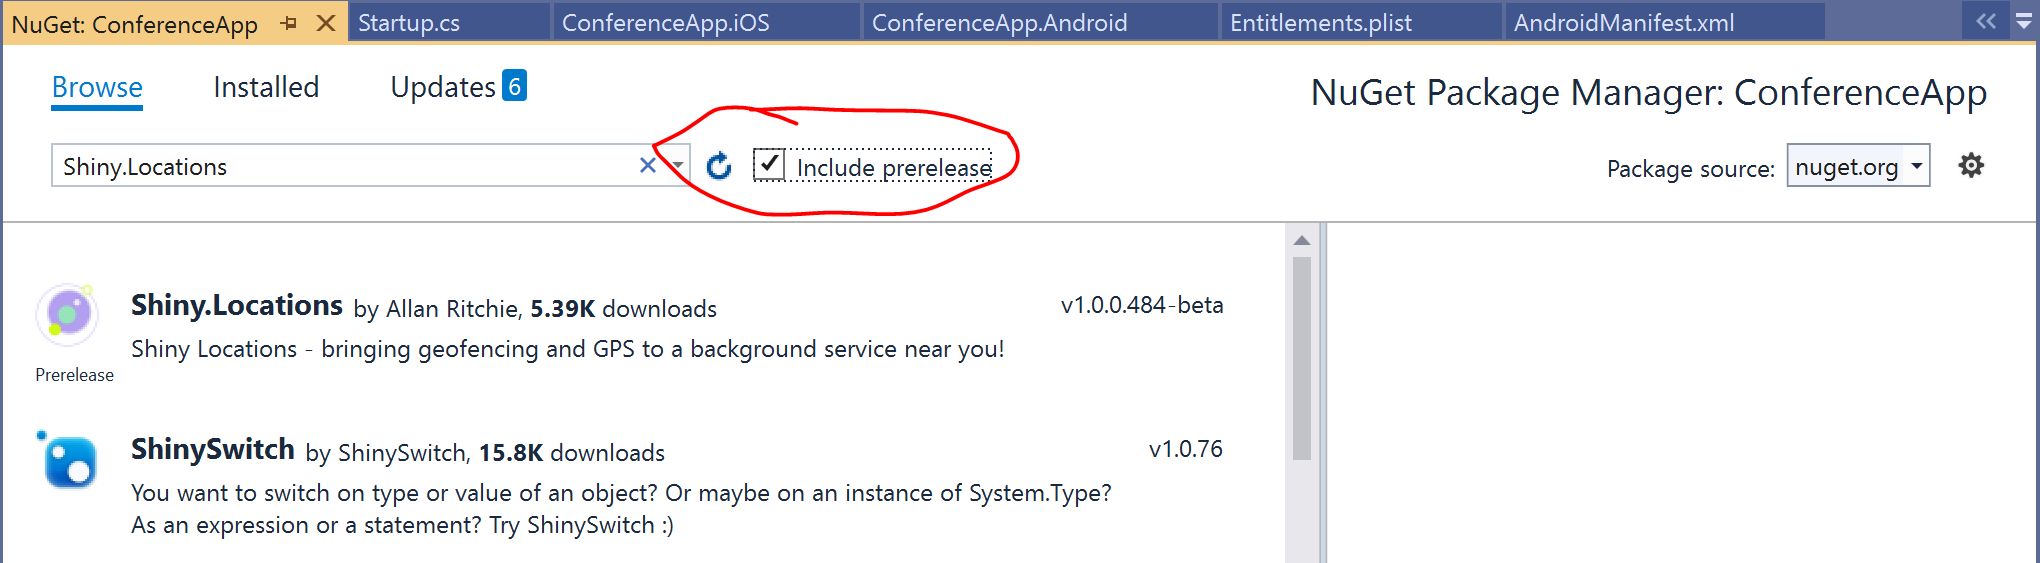 NuGet: ConferenceApp Startup.cs ConferenceApp.iOS ConferenceApp.Android Entitlements.plist AndroidManifest.xml
Browse Installed Updates 6
NuGet Package Manager: ConferenceApp
Shiny.Locations Include prerelease Package source: nuget.org
Shiny.Locations by Allan Ritchie, 5.39K downloads v1.0.0.484-beta
Shiny Locations - bringing geofencing and GPS to a background service near you!
Prerelease
ShinySwitch by ShinySwitch, 15.8K downloads v1.0.76
You want to switch on type or value of an object? Or maybe on an instance of System.Type?
As an expression or a statement? Try ShinySwitch :)